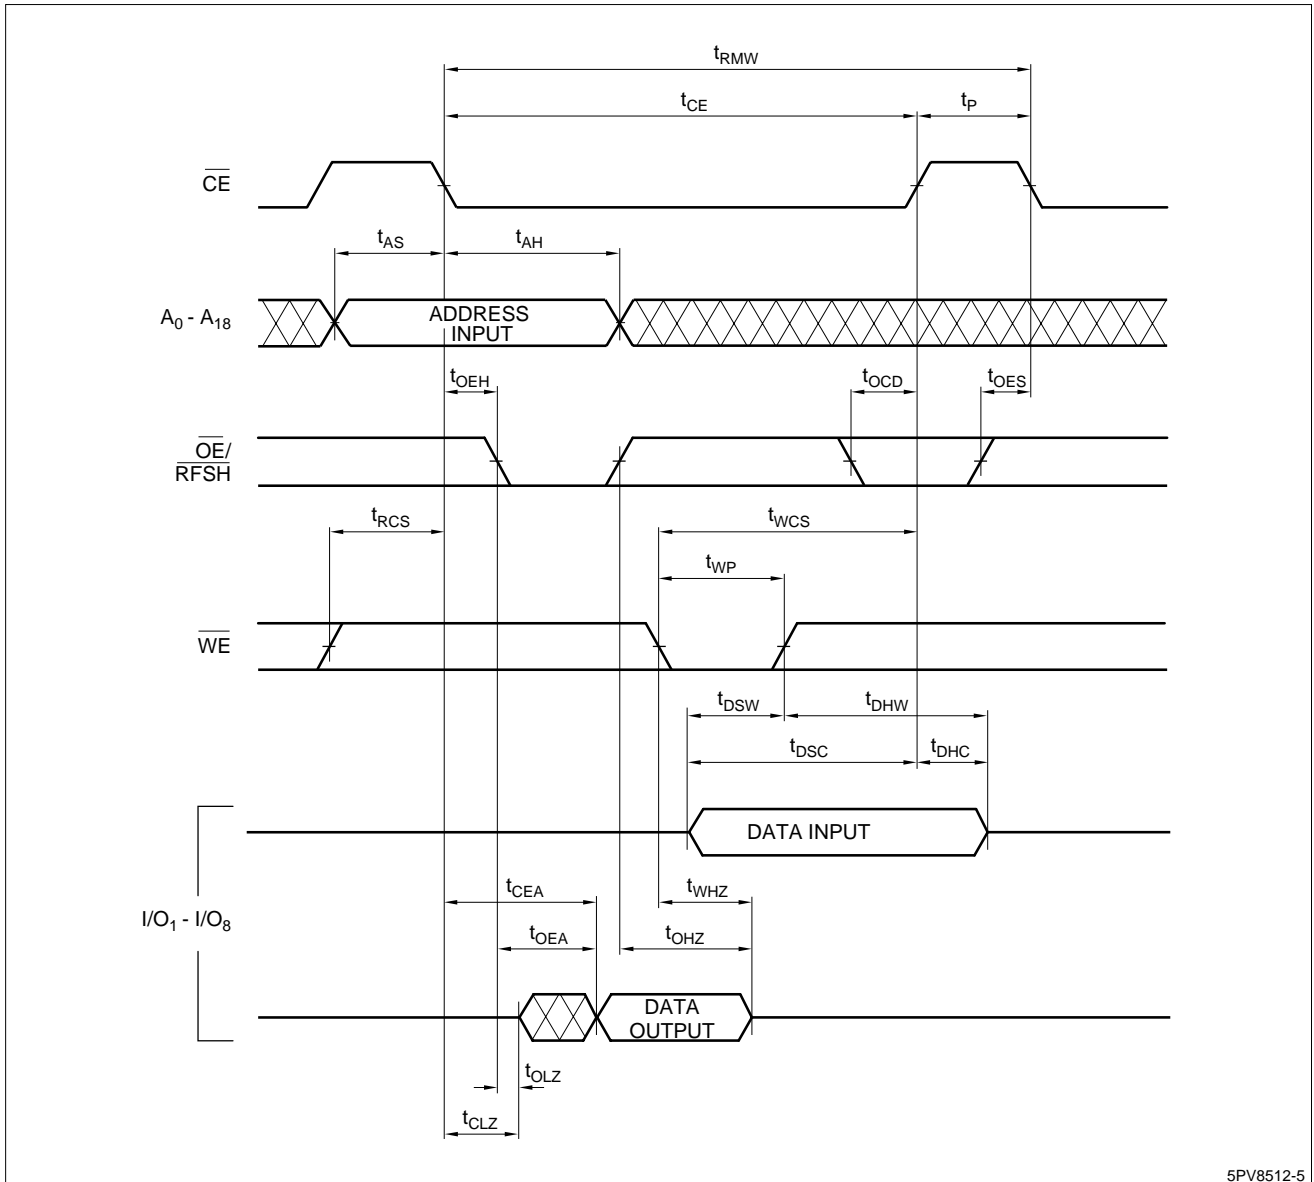 tRMW
tCE tP
CE
tAS tAH
A0 - A18 ADDRESS INPUT
tOEH tOCD tOES
OE/
RFSH
tRCS tWCS
tWP
WE
tDSW tDHW
tDSC tDHC
DATA INPUT
tCEA tWHZ
I/O1 - I/O8
tOEA tOHZ
DATA
OUTPUT
tOLZ
tCLZ
5PV8512-5